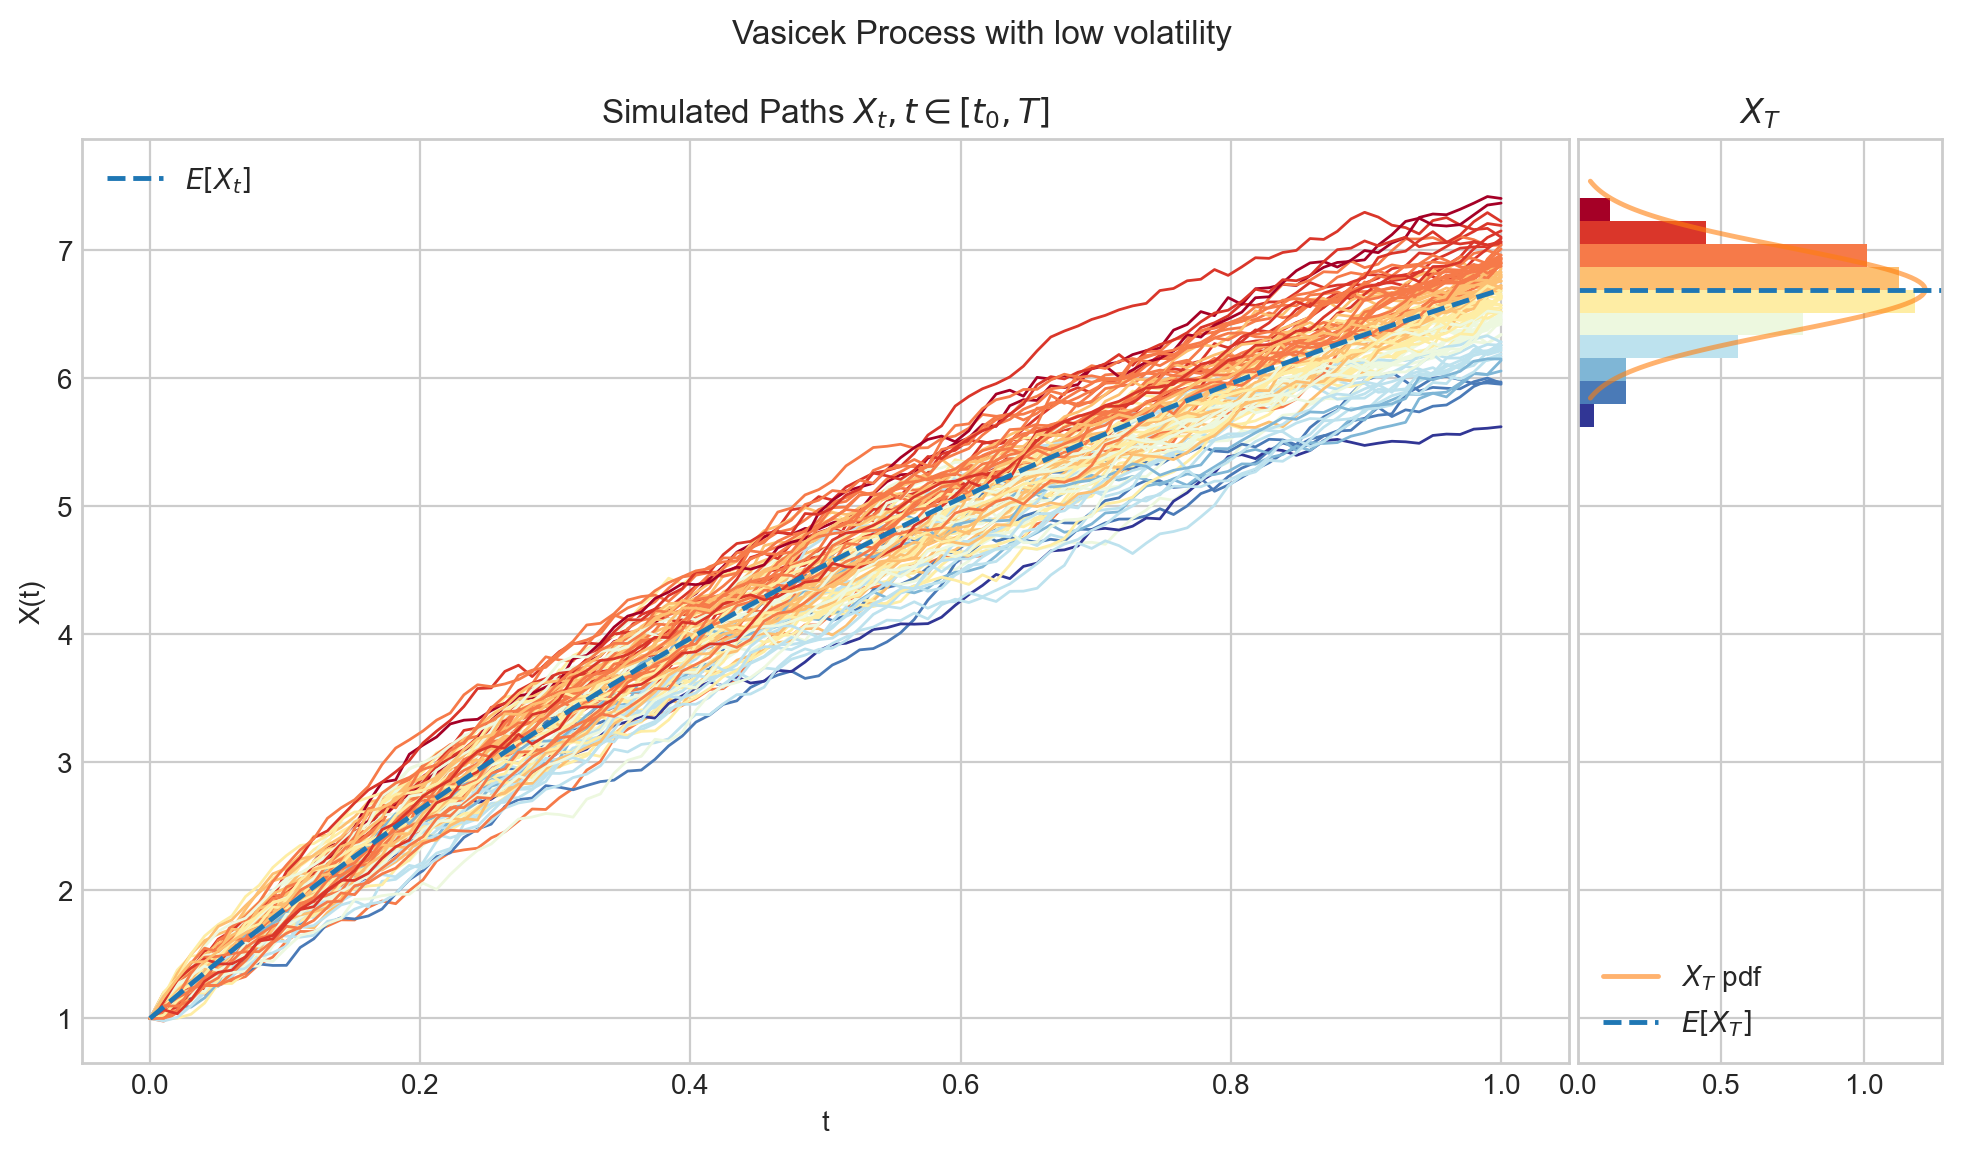 Vasicek Process with low volatility
Simulated Paths $X_t, t \in [t_0, T]$
$X_T$
$E[X_t]$
X(t)
7
6
5
4
3
2
1
0.0 0.2 0.4 0.6 0.8 1.0
t
$X_T$ pdf
$E[X_T]$
0.0 0.5 1.0